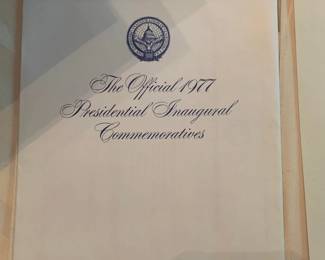 The Official 1977
Presidential Inaugural
Commemoratives